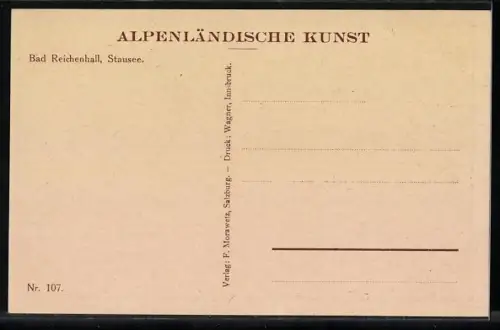 ALPENLÄNDISCHE KUNST
Bad Reichenhall, Stausee.
Verlag: F. Morawetz, Salzburg. — Druck: Wagner, Innsbruck.
Nr. 107.